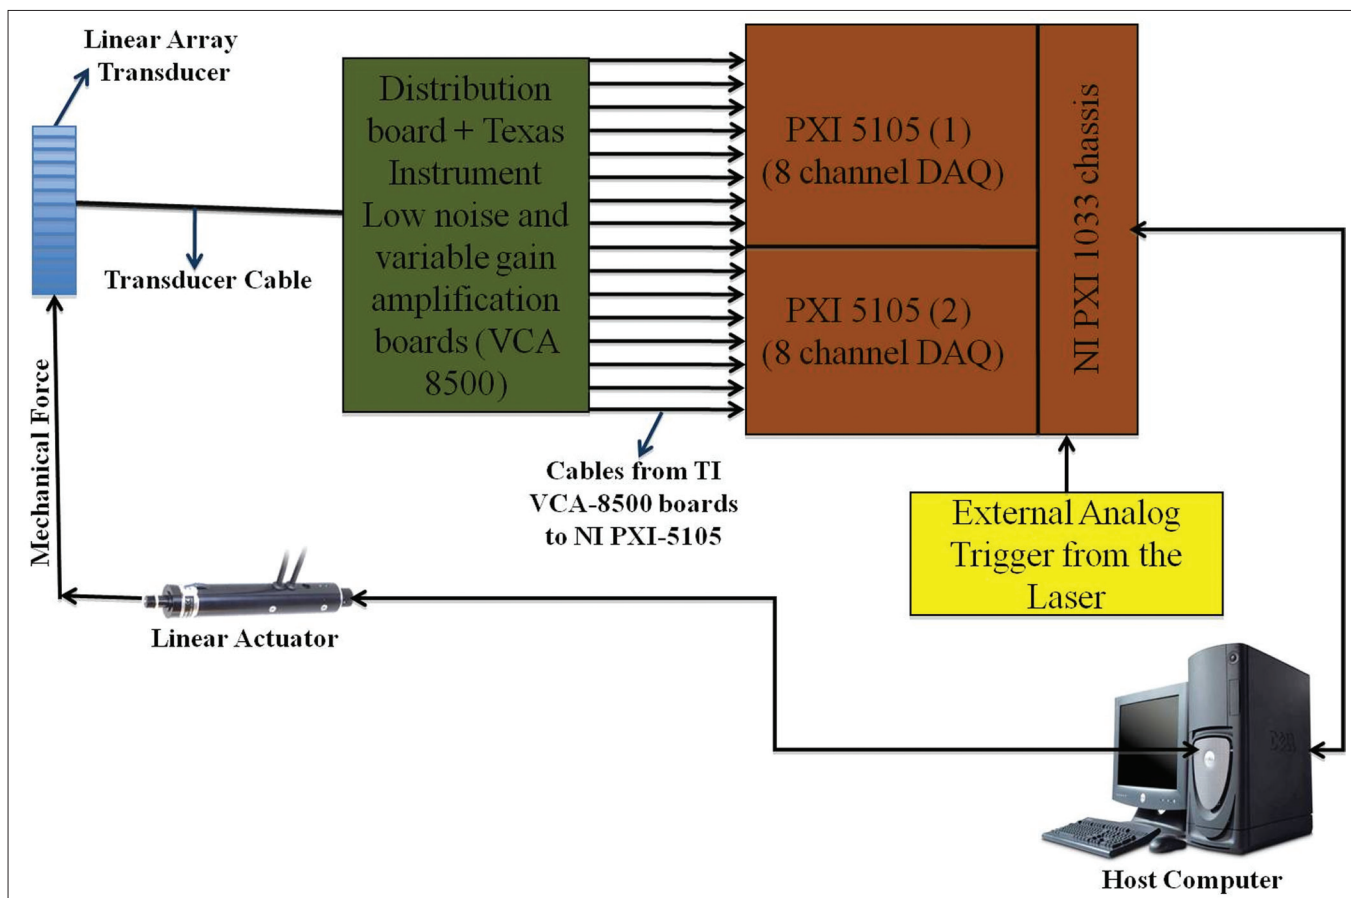 Linear Array
Transducer
Transducer Cable
Mechanical Force
Distribution
board + Texas
Instrument
Low noise and
variable gain
amplification
boards (VCA
8500)
PXI 5105 (1)
(8 channel DAQ)
PXI 5105 (2)
(8 channel DAQ)
NI PXI 1033 chassis
Cables from TI
VCA-8500 boards
to NI PXI-5105
External Analog
Trigger from the
Laser
Linear Actuator
DELL
Host Computer